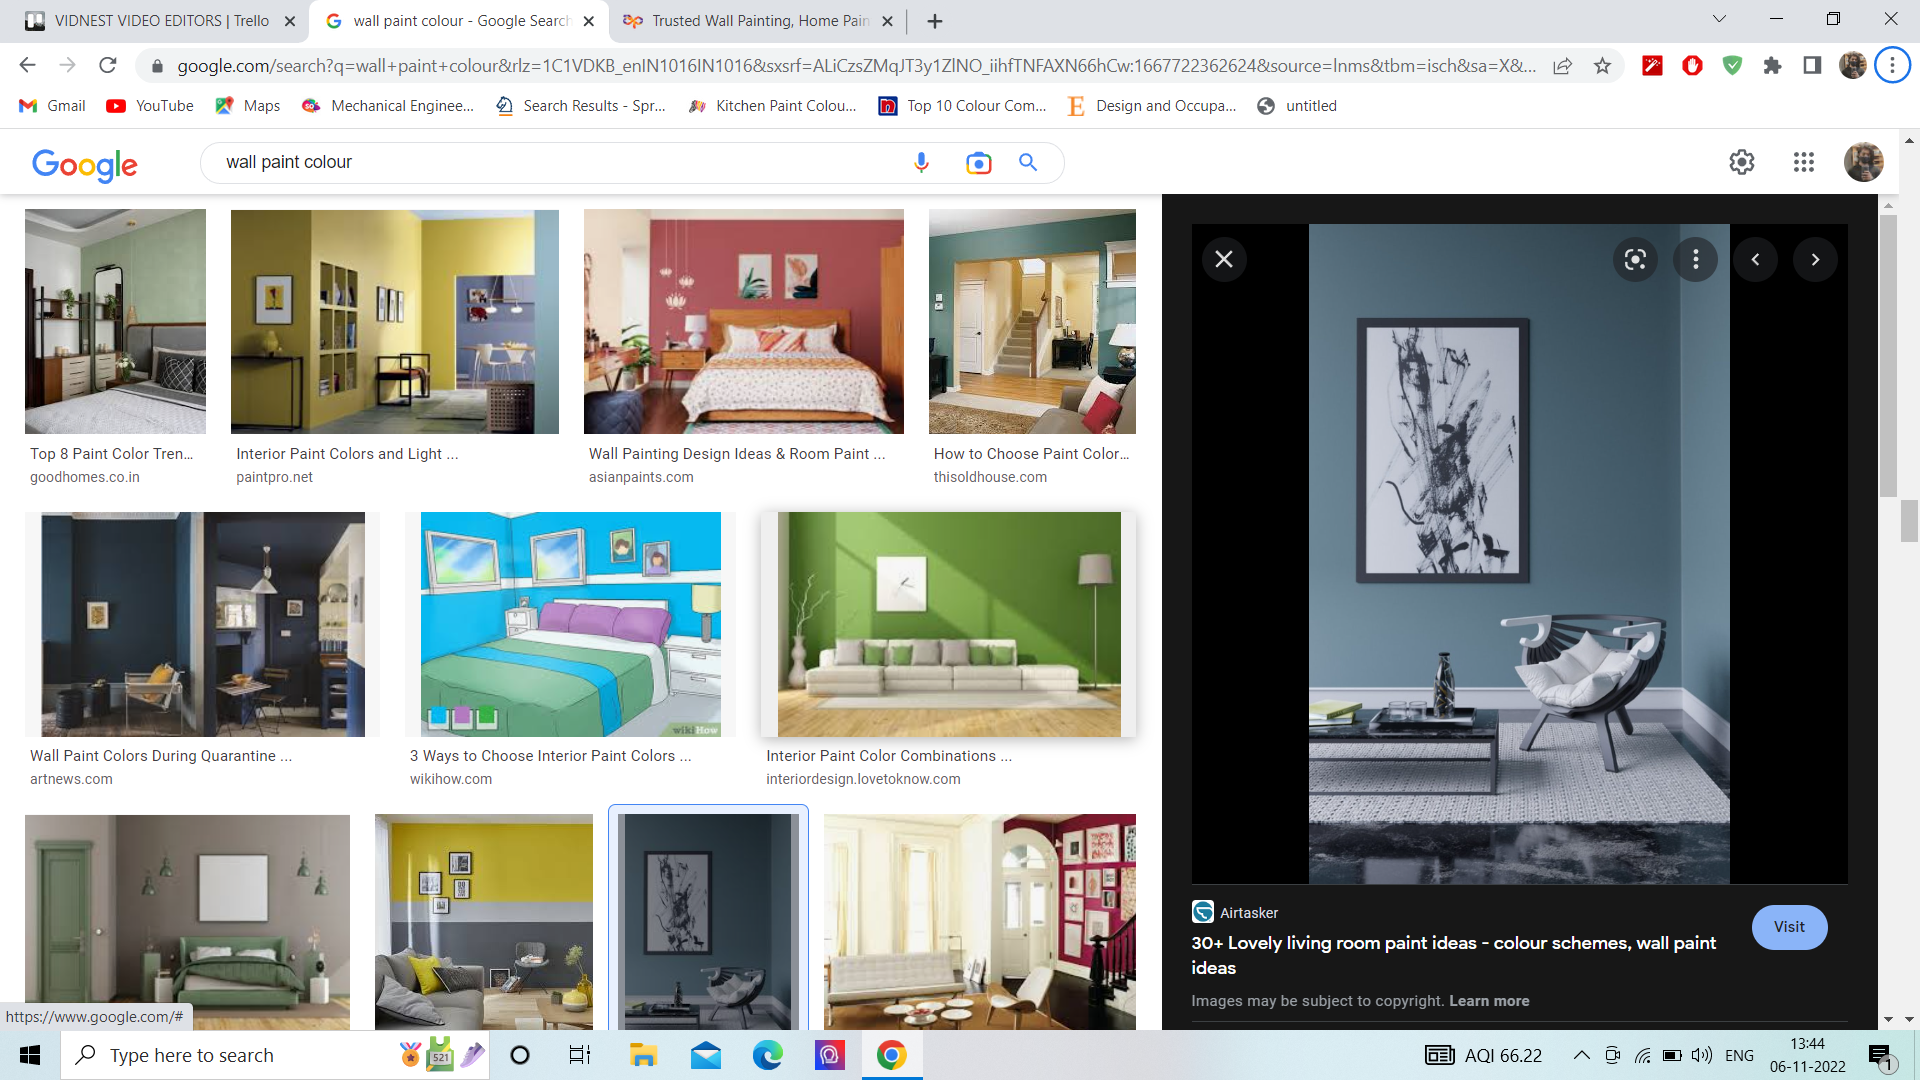 VIDNEST VIDEO EDITORS | Trello
wall paint colour - Google Search
Trusted Wall Painting, Home Pain
google.com/search?q=wall+paint+colour&rlz=1C1VDKB_enIN1016IN1016&sxsrf=ALiCzsZMqJT3y1ZlNO_iihfTNFAXN66hCw:1667722362624&source=lnms&tbm=isch&sa=X&...
Gmail
YouTube
Maps
Mechanical Enginee...
Search Results - Spr...
Kitchen Paint Colou...
Top 10 Colour Com...
Design and Occupa...
untitled
Google
wall paint colour
Top 8 Paint Color Tren...
goodhomes.co.in
Interior Paint Colors and Light ...
paintpro.net
Wall Painting Design Ideas & Room Paint ...
asianpaints.com
How to Choose Paint Color...
thisoldhouse.com
wikiHow
Wall Paint Colors During Quarantine ...
artnews.com
3 Ways to Choose Interior Paint Colors ...
wikihow.com
Interior Paint Color Combinations ...
interiordesign.lovetoknow.com
Airtasker
30+ Lovely living room paint ideas - colour schemes, wall paint
ideas
Visit
Images may be subject to copyright. Learn more
https://www.google.com/#
Type here to search
521
AQI 66.22
ENG
13:44
06-11-2022
1